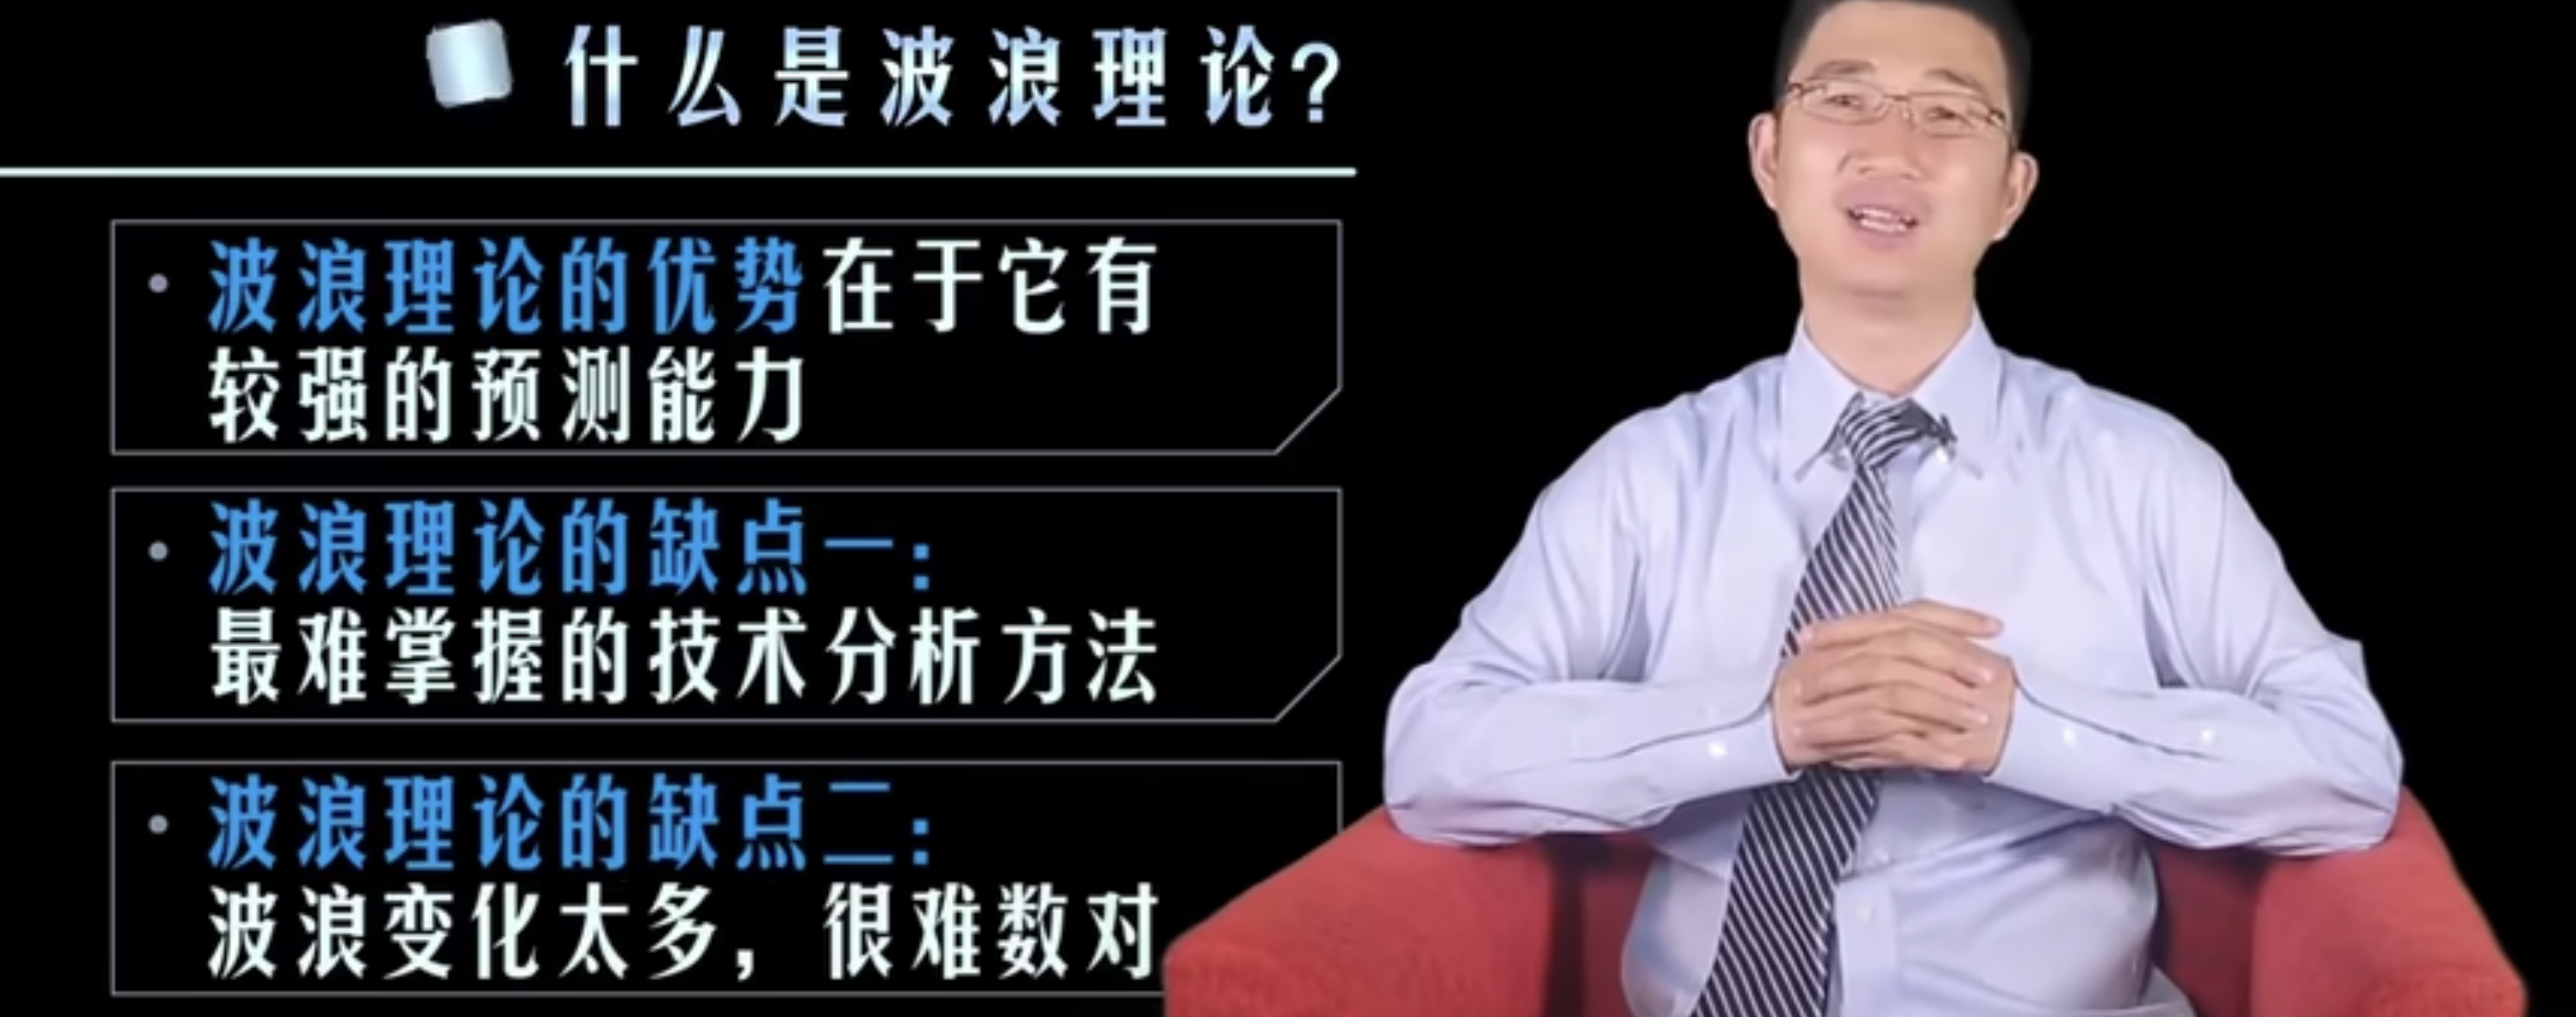 什么是波浪理论?
波浪理论的优势在于它有
较强的预测能力
波浪理论的缺点一:
最难掌握的技术分析方法
波浪理论的缺点二:
波浪变化太多，很难数对